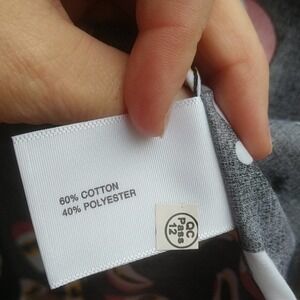 60% COTTON
40% POLYESTER
QC
Pass
12